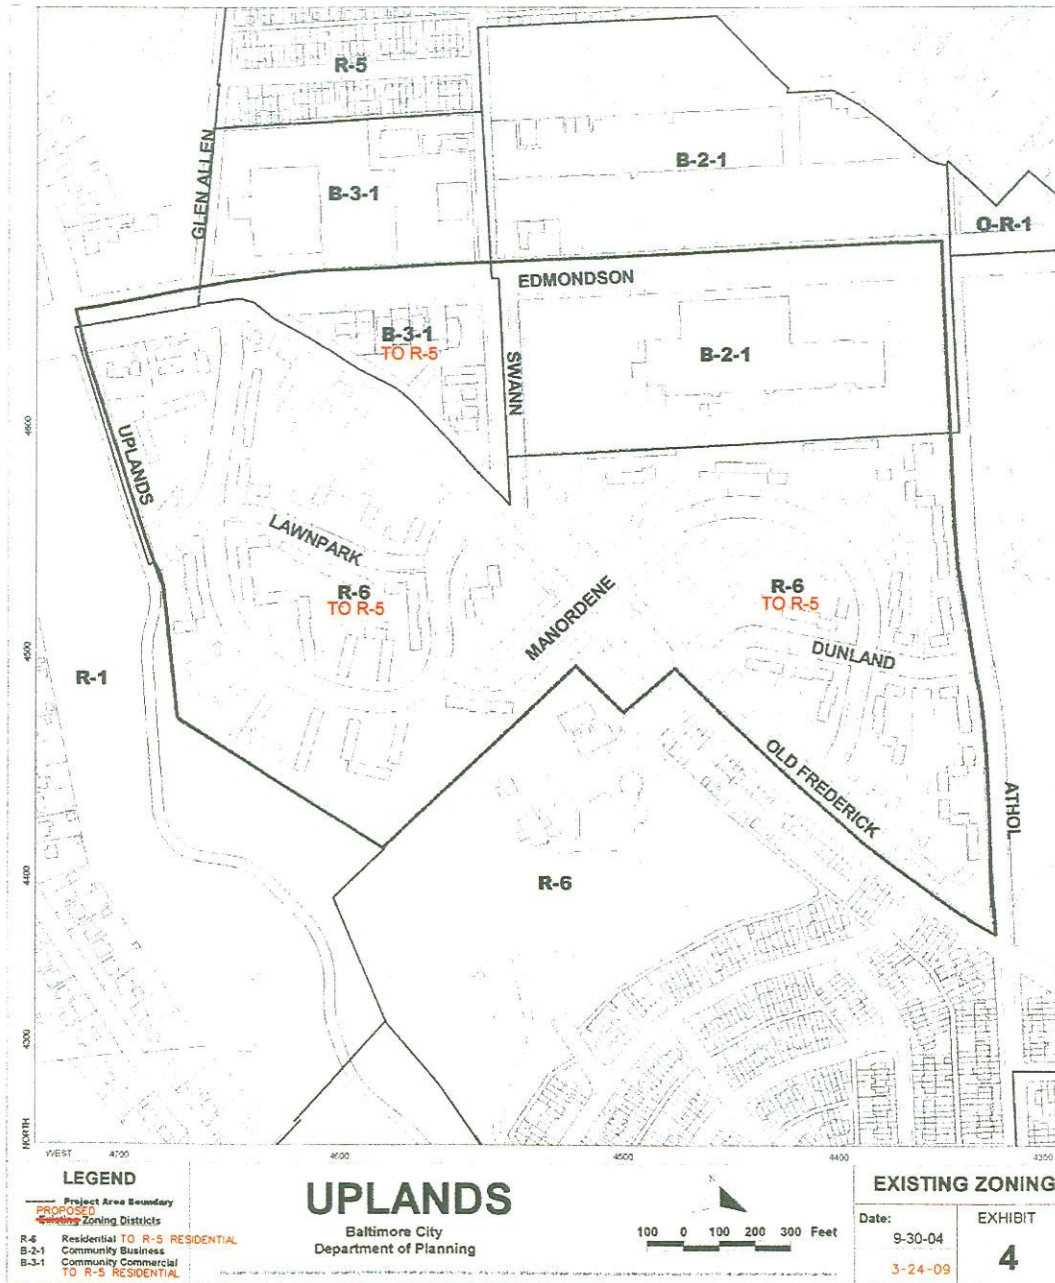 R-5
GLEN ALLEN
B-3-1
B-2-1
O-R-1
EDMONDSON
B-3-1
TO R-5
SWANN
B-2-1
UPLANDS
LAWNPARK
R-6
TO R-5
MANORDENE
R-6
TO R-5
DUNLAND
R-1
OLD FREDERICK
ATHOL
R-6
4600
4500
4400
4300
NORTH
WEST
4700
4600
4500
4400
4300
LEGEND
Project Area Boundary
PROPOSED
Existing Zoning Districts
R-6 Residential TO R-5 RESIDENTIAL
B-2-1 Community Business
B-3-1 Community Commercial
TO R-5 RESIDENTIAL
UPLANDS
Baltimore City
Department of Planning
N
100 0 100 200 300 Feet
EXISTING ZONING
Date:
9-30-04
3-24-09
EXHIBIT
4